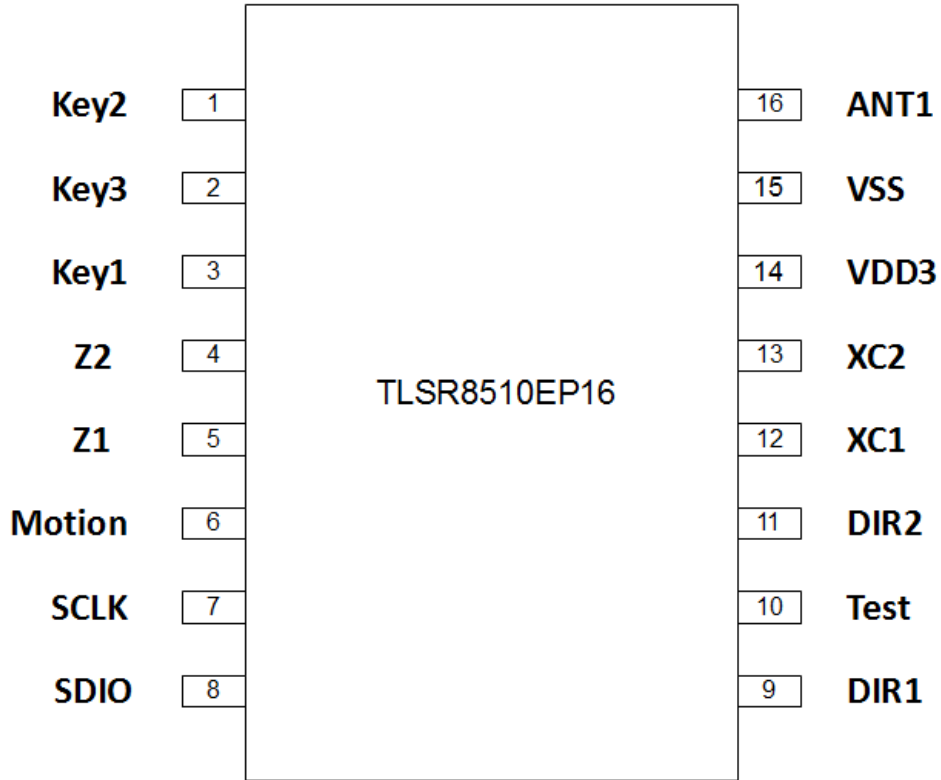 Key2 1 16 ANT1
Key3 2 15 VSS
Key1 3 14 VDD3
Z2 4 13 XC2
TLSR8510EP16
Z1 5 12 XC1
Motion 6 11 DIR2
SCLK 7 10 Test
SDIO 8 9 DIR1